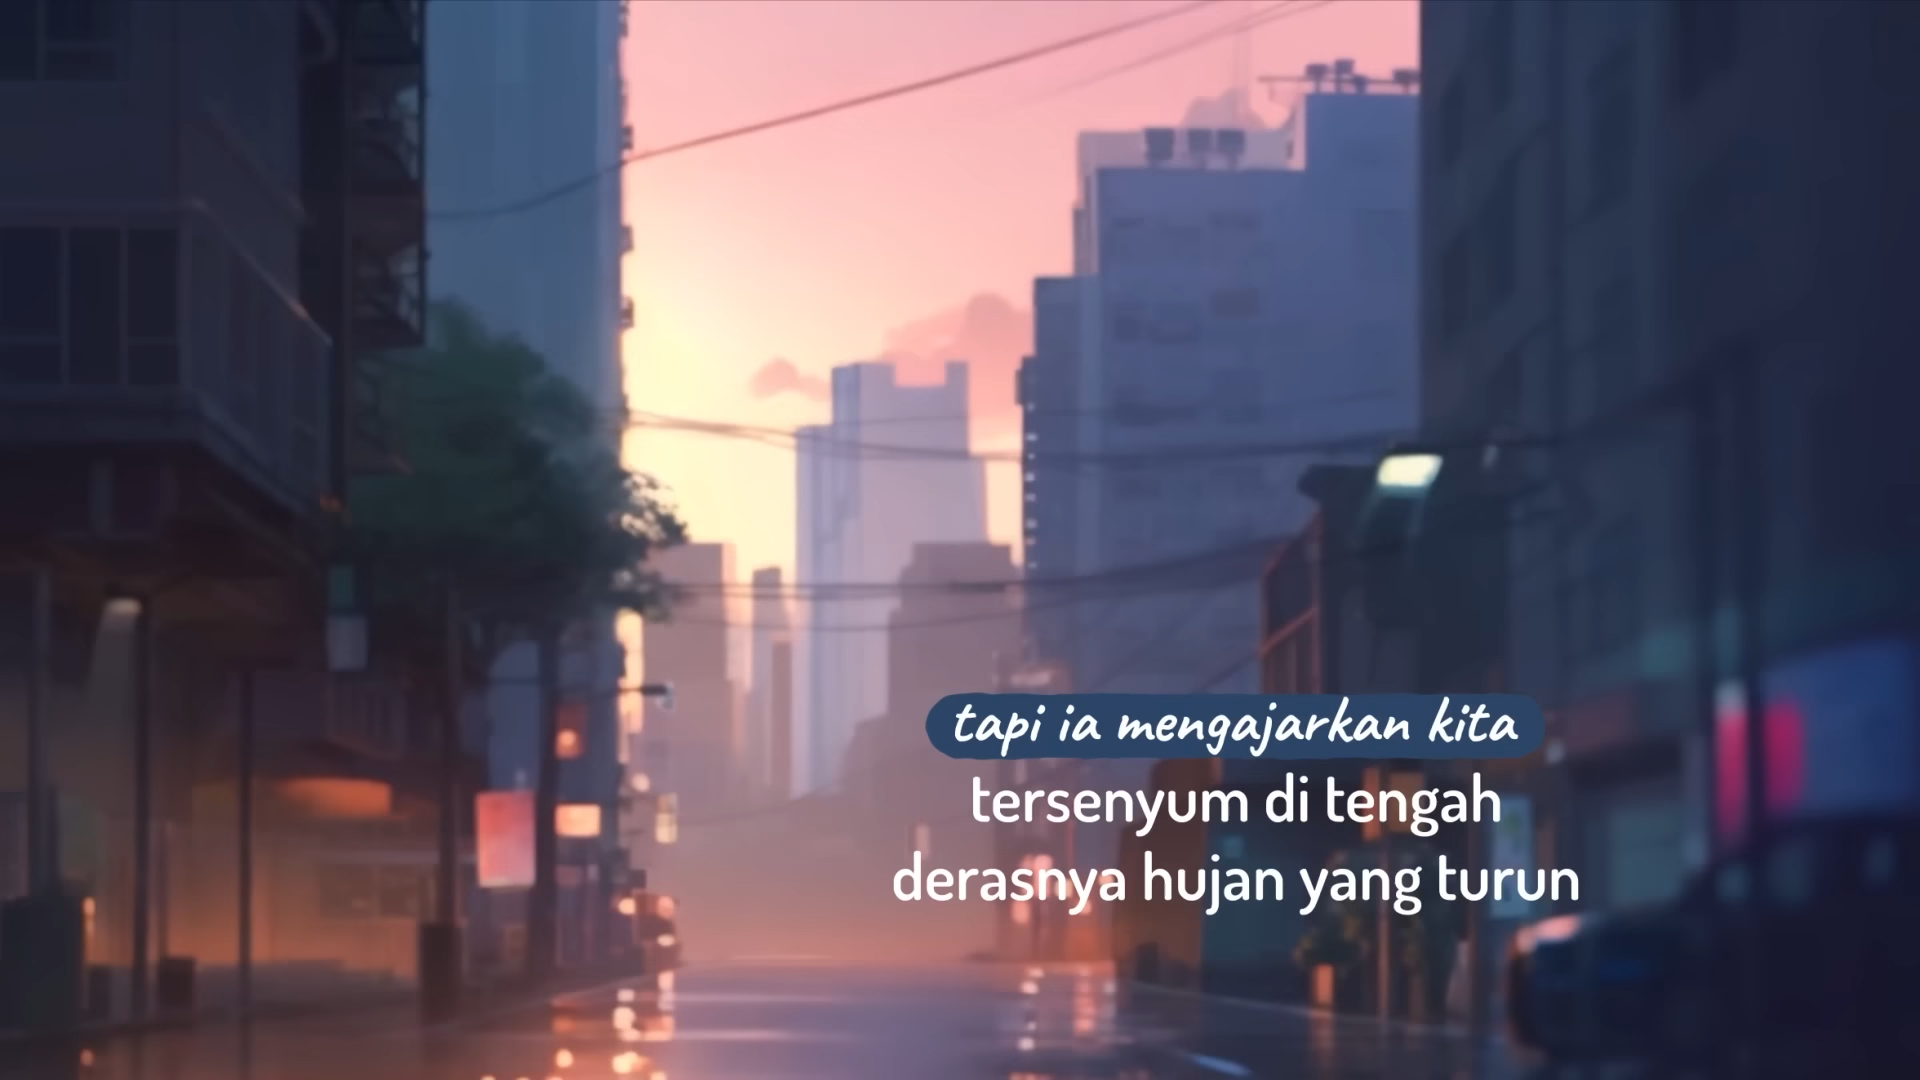 tapi ia mengajarkan kita
tersenyum di tengah
derasnya hujan yang turun